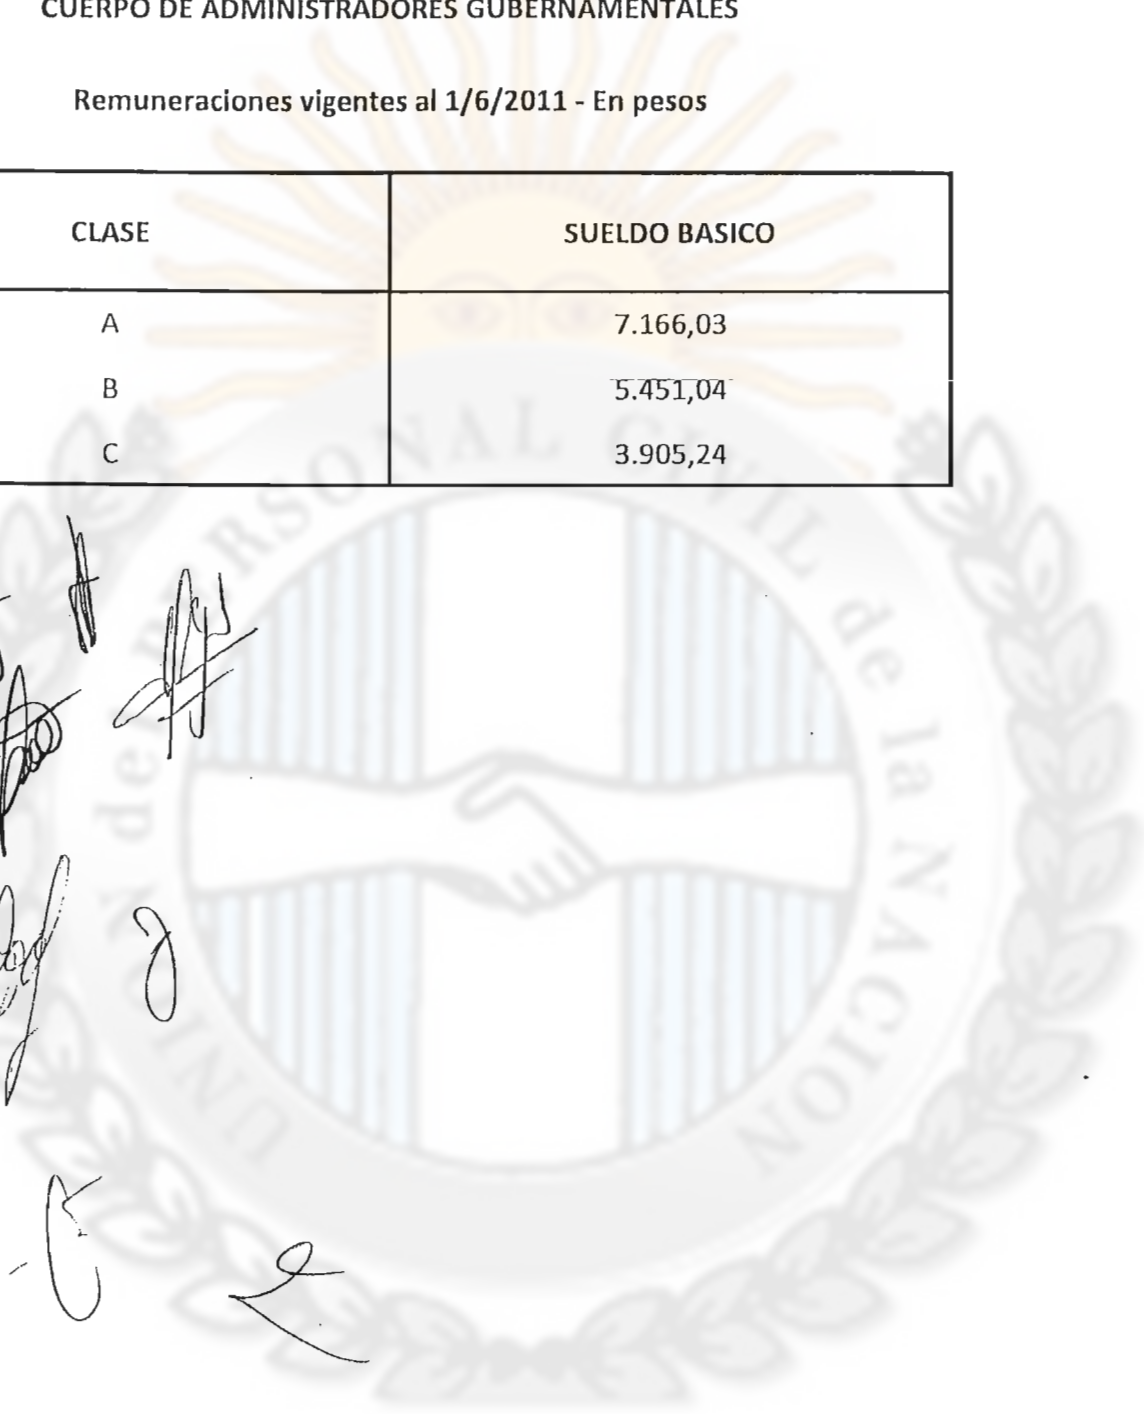 CUERPO DE ADMINISTRADORES GUBERNAMENTALES
Remuneraciones vigentes al 1/6/2011 - En pesos
CLASE SUELDO BASICO
A 7.166,03
B 5.451,04
C 3.905,24
UNION del PERSONAL CIVIL de la NACION